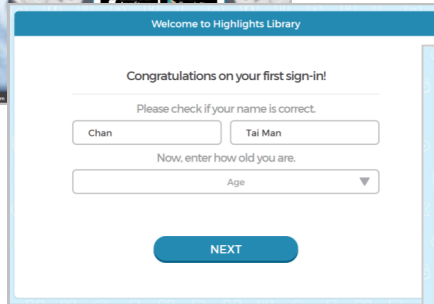 Welcome to Highlights Library
Congratulations on your first sign-in!
Please check if your name is correct.
Chan Tai Man
Now, enter how old you are.
Age
NEXT